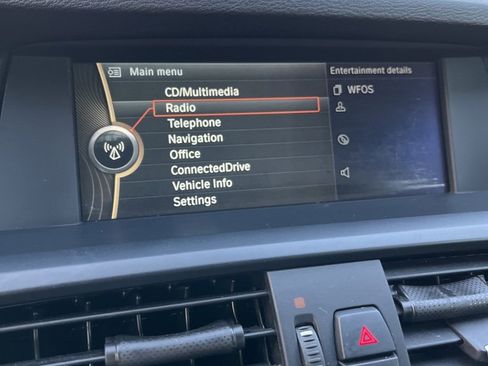 Main menu
CD/Multimedia
Radio
Telephone
Navigation
Office
ConnectedDrive
Vehicle Info
Settings
Entertainment details
WFOS